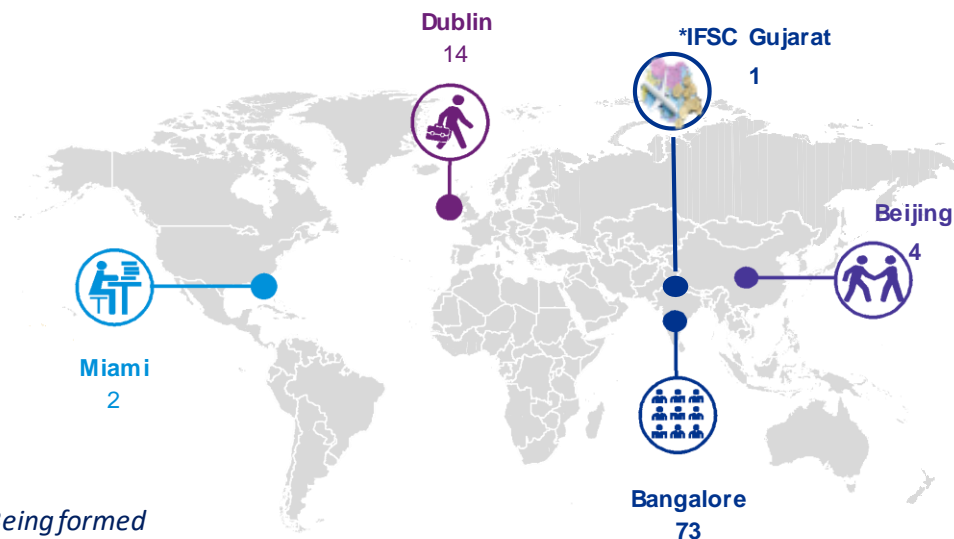 Dublin
14
*IFSC Gujarat
1
Beijing
4
Miami
2
Bangalore
73
eing formed